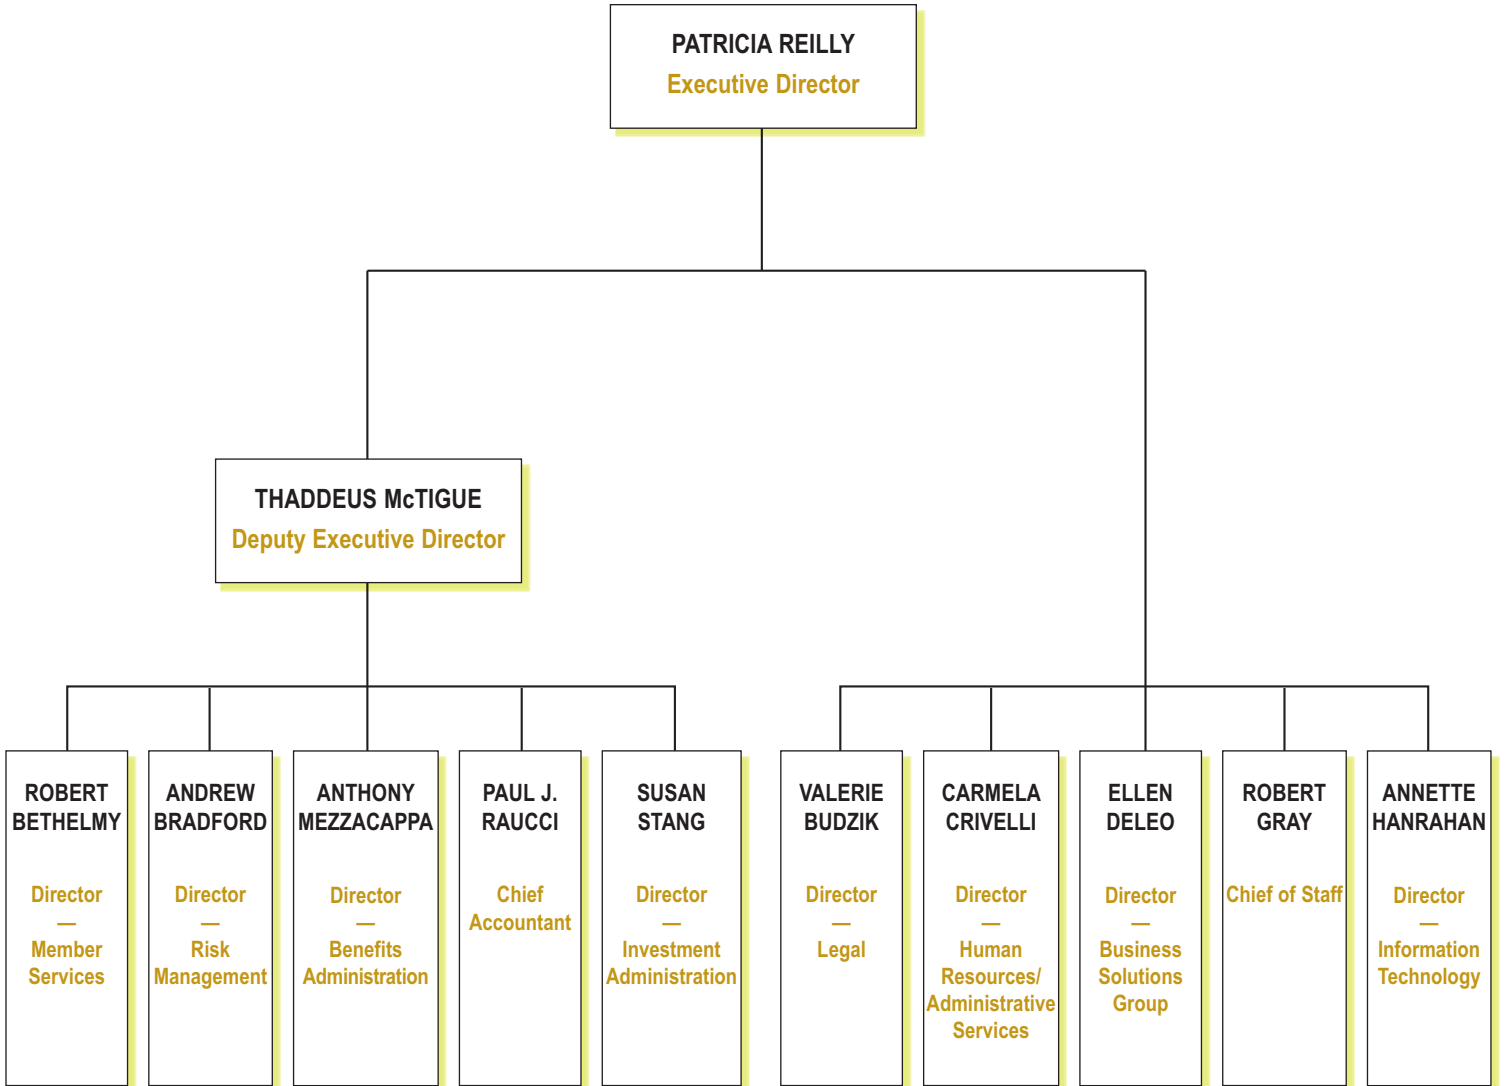 PATRICIA REILLY
Executive Director
THADDEUS McTIGUE
Deputy Executive Director
ROBERT
BETHELMY
Director
—
Member
Services
ANDREW
BRADFORD
Director
—
Risk
Management
ANTHONY
MEZZACAPPA
Director
—
Benefits
Administration
PAUL J.
RAUCCI
Chief
Accountant
SUSAN
STANG
Director
—
Investment
Administration
VALERIE
BUDZIK
Director
—
Legal
CARMELA
CRIVELLI
Director
—
Human
Resources/
Administrative
Services
ELLEN
DELEO
Director
—
Business
Solutions
Group
ROBERT
GRAY
Chief of Staff
ANNETTE
HANRAHAN
Director
—
Information
Technology